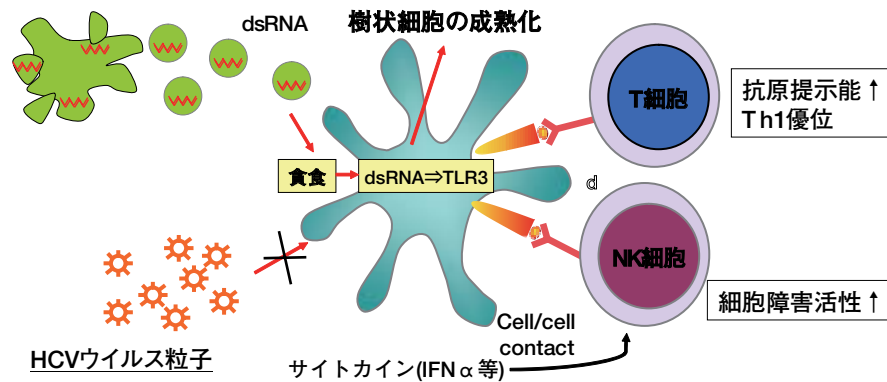 dsRNA
樹状細胞の成熟化
T細胞
抗原提示能↑
Th1優位
貪食
dsRNA⇒TLR3
d
NK細胞
細胞障害活性↑
HCVウイルス粒子
Cell/cell
contact
サイトカイン(IFNα等)